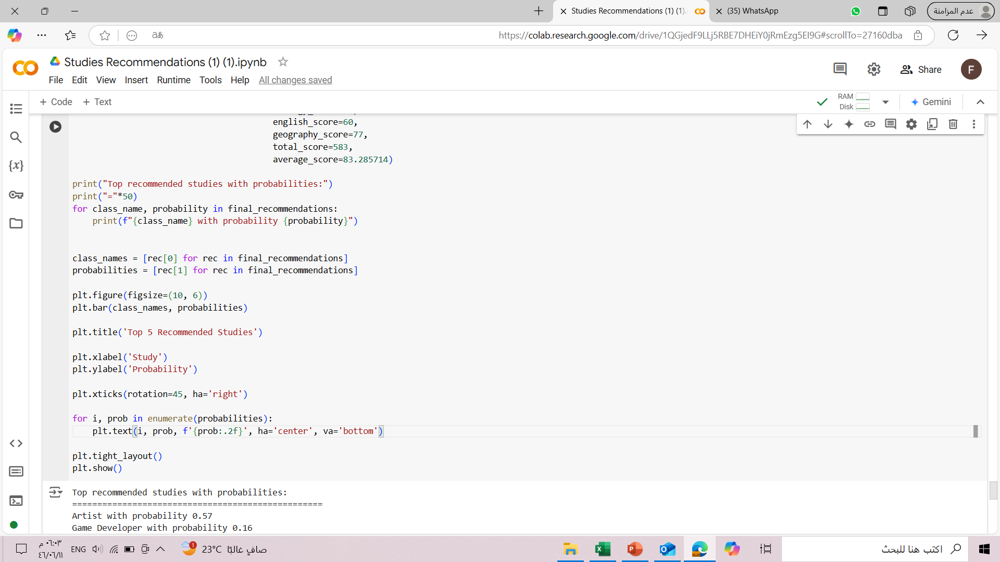 Studies Recommendations (1) (1).
(35) WhatsApp
عدم المزامنة
https://colab.research.google.com/drive/1QGjedF9LLj5RBE7DHEiY0jRmEzg5EI9G#scrollTo=27160dba
Studies Recommendations (1) (1).ipynb
File Edit View Insert Runtime Tools Help All changes saved
Share
F
+ Code + Text
RAM
Disk
Gemini
english_score=60,
geography_score=77,
total_score=583,
average_score=83.285714)
print("Top recommended studies with probabilities:")
print("="*50)
for class_name, probability in final_recommendations:
    print(f"{class_name} with probability {probability}")
class_names = [rec[0] for rec in final_recommendations]
probabilities = [rec[1] for rec in final_recommendations]
plt.figure(figsize=(10, 6))
plt.bar(class_names, probabilities)
plt.title('Top 5 Recommended Studies')
plt.xlabel('Study')
plt.ylabel('Probability')
plt.xticks(rotation=45, ha='right')
for i, prob in enumerate(probabilities):
    plt.text(i, prob, f'{prob:.2f}', ha='center', va='bottom')
plt.tight_layout()
plt.show()
Top recommended studies with probabilities:
==================================================
Artist with probability 0.57
Game Developer with probability 0.16
٠٦:٠٣ م
٤٦/٠٦/١١
ENG
1
23°C صافٍ غالبًا
اكتب هنا للبحث